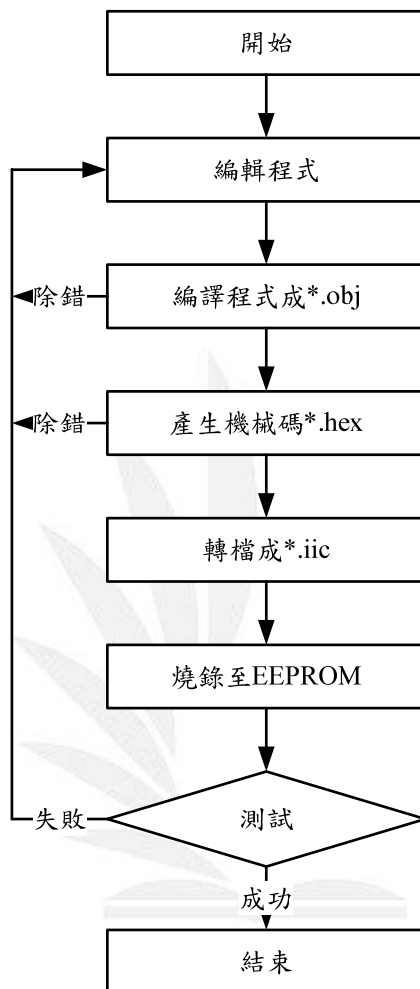 開始
編輯程式
除錯
編譯程式成*.obj
除錯
產生機械碼*.hex
轉檔成*.iic
燒錄至EEPROM
失敗
測試
成功
結束